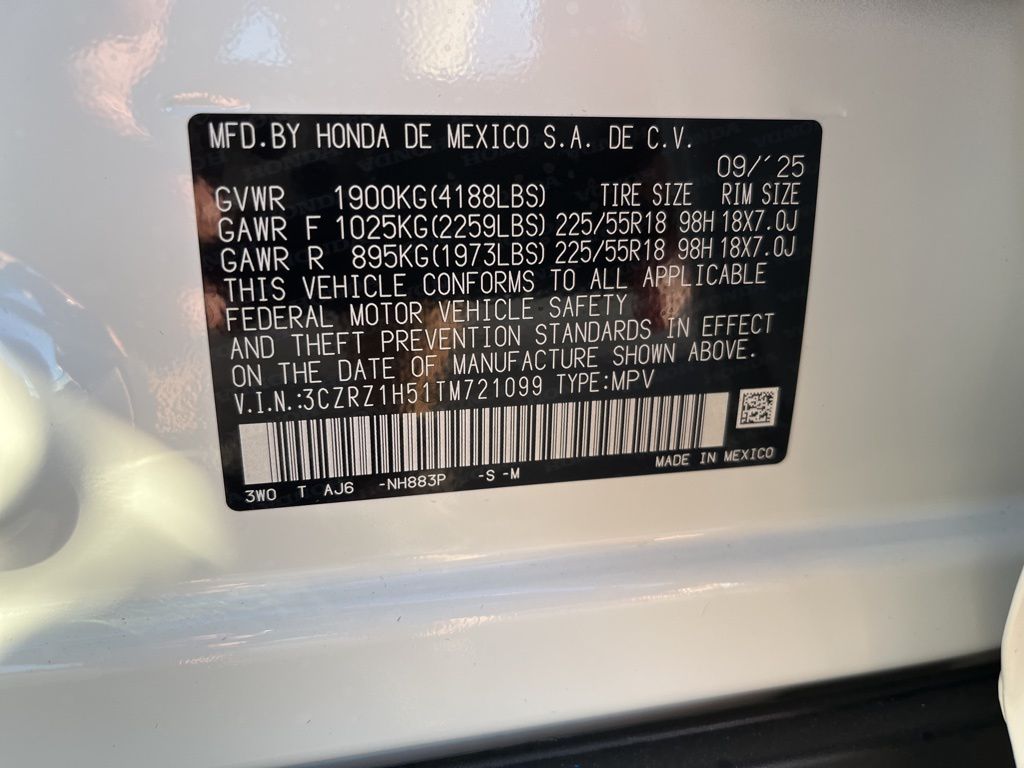 MFD.BY HONDA DE MEXICO S.A. DE C.V.
09/´25
GVWR 1900KG(4188LBS) TIRE SIZE RIM SIZE
GAWR F 1025KG(2259LBS) 225/55R18 98H 18X7.0J
GAWR R 895KG(1973LBS) 225/55R18 98H 18X7.0J
THIS VEHICLE CONFORMS TO ALL APPLICABLE
FEDERAL MOTOR VEHICLE SAFETY
AND THEFT PREVENTION STANDARDS IN EFFECT
ON THE DATE OF MANUFACTURE SHOWN ABOVE.
V.I.N.:3CZRZ1H51TM721099 TYPE:MPV
3W0 T AJ6 -NH883P -S -M MADE IN MEXICO